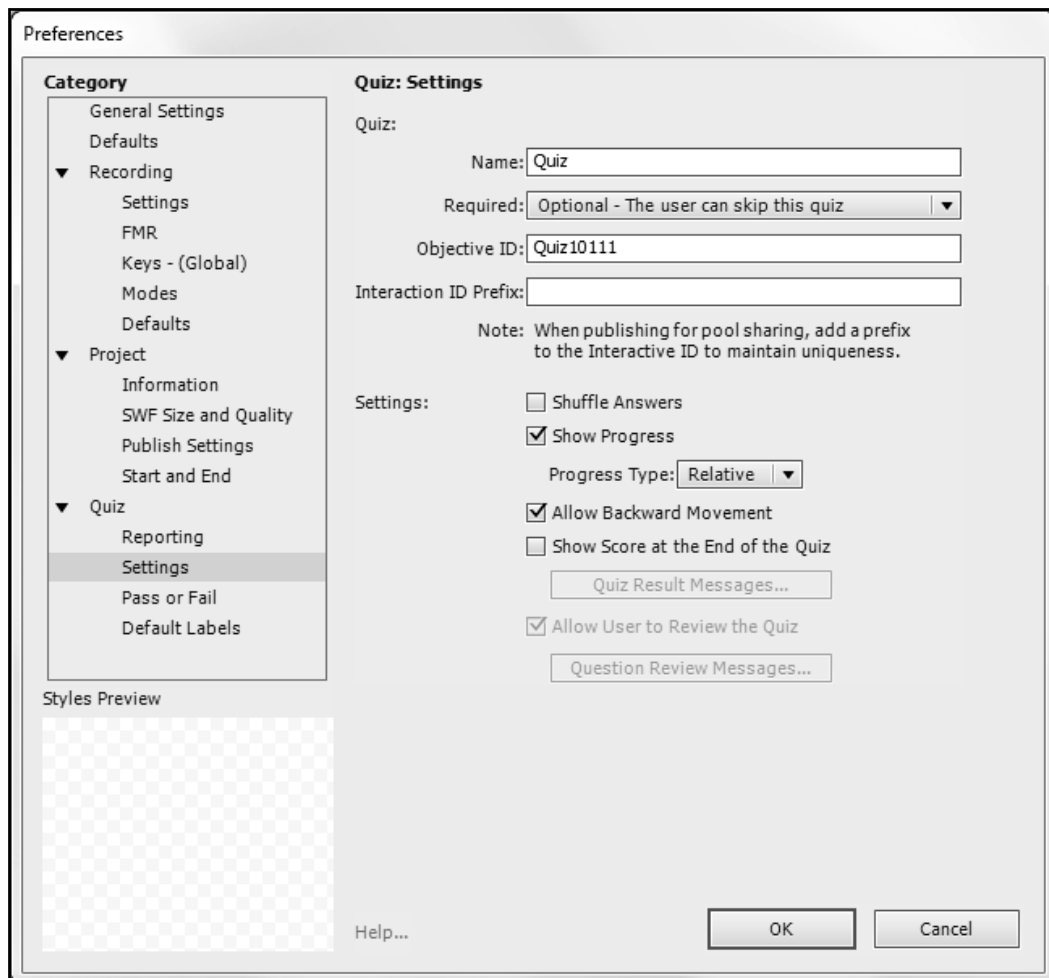 Preferences
Category
General Settings
Defaults
Recording
Settings
FMR
Keys - (Global)
Modes
Defaults
Project
Information
SWF Size and Quality
Publish Settings
Start and End
Quiz
Reporting
Settings
Pass or Fail
Default Labels
Styles Preview
Quiz: Settings
Quiz:
Name: Quiz
Required: Optional - The user can skip this quiz
Objective ID: Quiz10111
Interaction ID Prefix:
Note: When publishing for pool sharing, add a prefix
to the Interactive ID to maintain uniqueness.
Settings: Shuffle Answers
Show Progress
Progress Type: Relative
Allow Backward Movement
Show Score at the End of the Quiz
Quiz Result Messages...
Allow User to Review the Quiz
Question Review Messages...
Help... OK Cancel